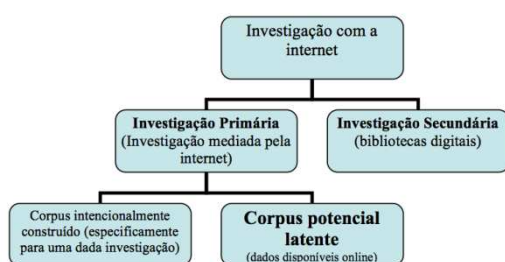 Investigação com a
internet
Investigação Primária
(Investigação mediada pela
internet)
Investigação Secundária
(bibliotecas digitais)
Corpus intencionalmente
construído (especificamente
para uma dada investigação)
Corpus potencial
latente
(dados disponíveis online)